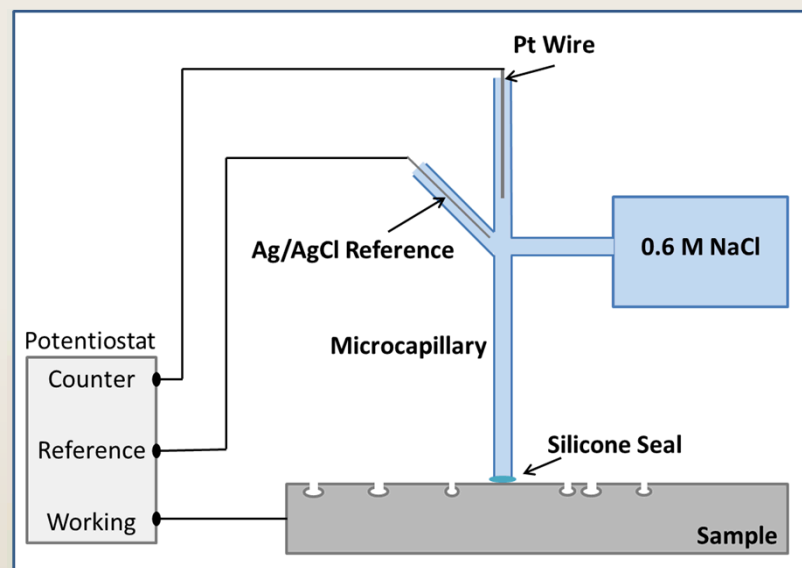 Pt Wire
Ag/AgCl Reference
0.6 M NaCl
Potentiostat
Counter
Microcapillary
Reference
Silicone Seal
Working
Sample